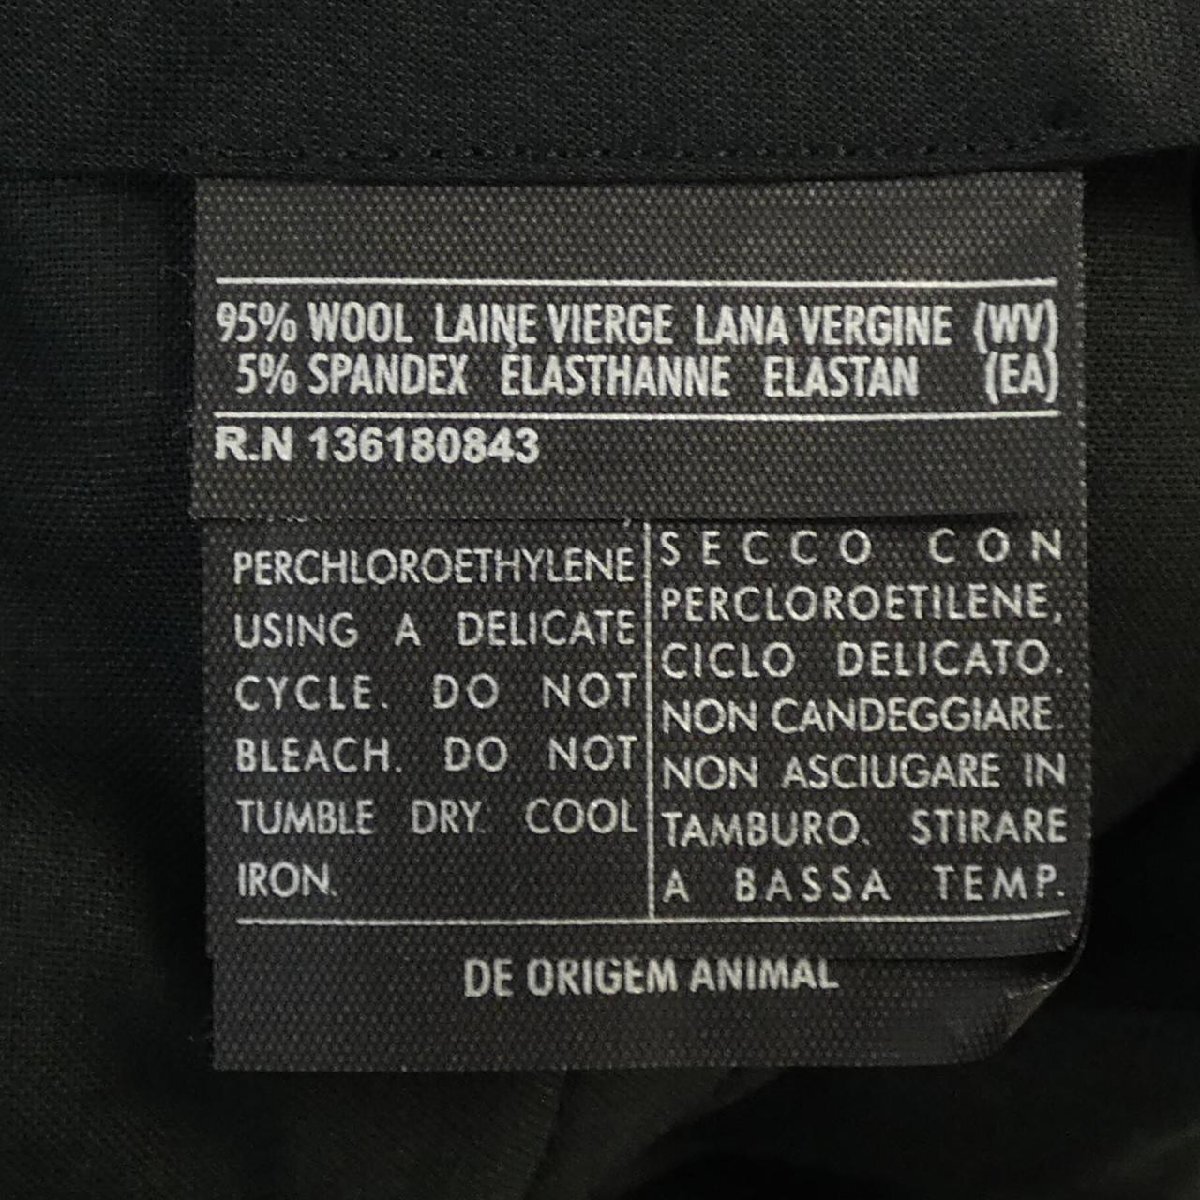 95% WOOL LAINE VIERGE LANA VERGINE (WV)
5% SPANDEX ÉLASTHANNE ELASTAN (EA)
R.N 136180843
PERCHLOROETHYLENE
USING A DELICATE
CYCLE. DO NOT
BLEACH. DO NOT
TUMBLE DRY. COOL
IRON.
SECCO CON
PERCLOROETILENE,
CICLO DELICATO.
NON CANDEGGIARE.
NON ASCIUGARE IN
TAMBURO. STIRARE
A BASSA TEMP.
DE ORIGEM ANIMAL